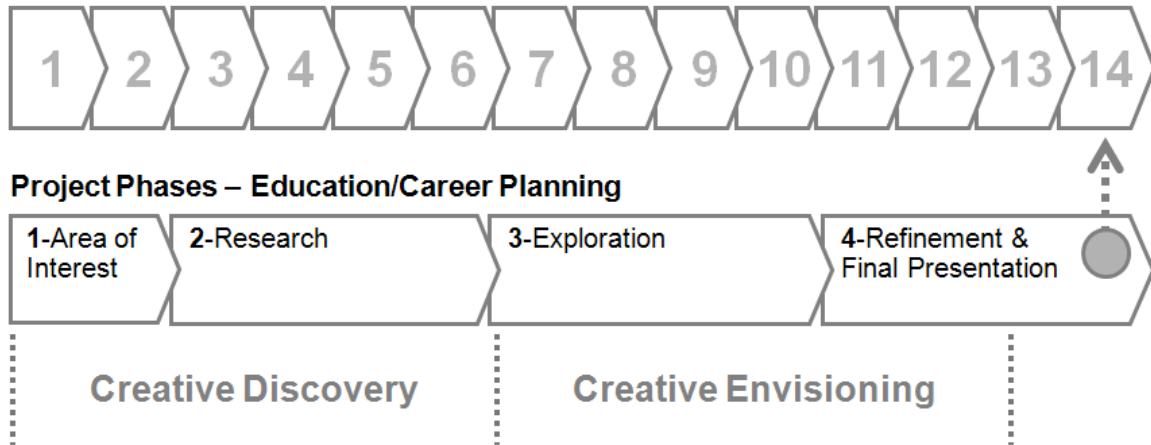 1 2 3 4 5 6 7 8 9 10 11 12 13 14
Project Phases – Education/Career Planning
1-Area of
Interest
2-Research
3-Exploration
4-Refinement &
Final Presentation
Creative Discovery
Creative Envisioning